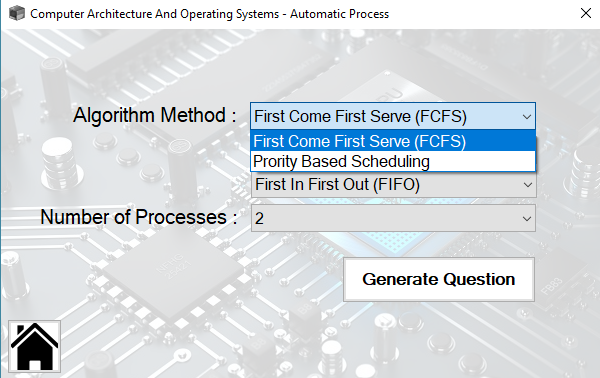 Computer Architecture And Operating Systems - Automatic Process
Algorithm Method :
First Come First Serve (FCFS)
First Come First Serve (FCFS)
Prority Based Scheduling
First In First Out (FIFO)
Number of Processes :
2
Generate Question